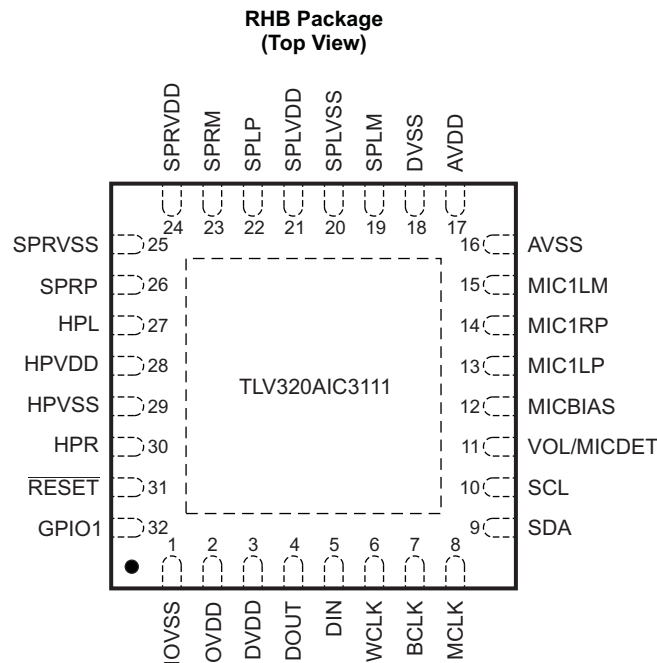 RHB Package
(Top View)
SPRVDD
SPRM
SPLP
SPLVDD
SPLVSS
SPLM
DVSS
AVDD
24 23 22 21 20 19 18 17
SPRVSS 25
SPRP 26
HPL 27
HPVDD 28
HPVSS 29
HPR 30
RESET 31
GPIO1 32
TLV320AIC3111
16 AVSS
15 MIC1LM
14 MIC1RP
13 MIC1LP
12 MICBIAS
11 VOL/MICDET
10 SCL
9 SDA
1 2 3 4 5 6 7 8
IOVSS
IOVDD
DVDD
DOUT
DIN
WCLK
BCLK
MCLK